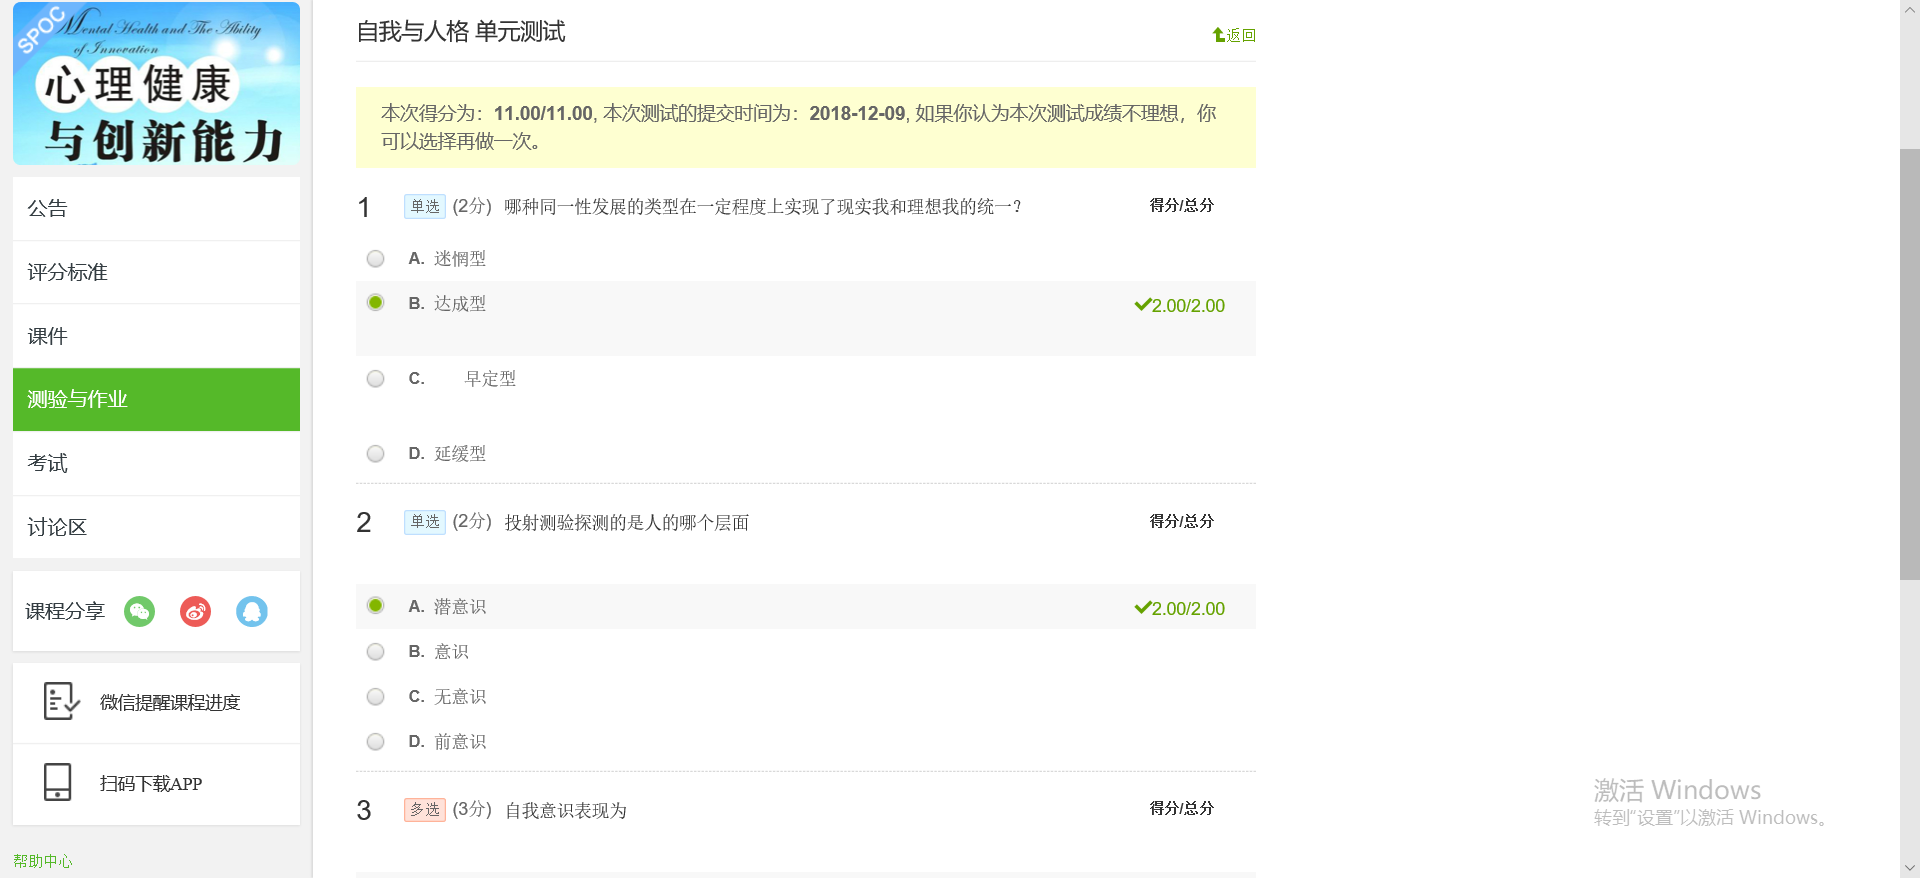 SPOC
Mental Health and The Ability
of Innovation
心理健康
与创新能力
公告
评分标准
课件
测验与作业
考试
讨论区
课程分享
微信提醒课程进度
扫码下载APP
帮助中心
自我与人格 单元测试
返回
本次得分为：11.00/11.00, 本次测试的提交时间为：2018-12-09, 如果你认为本次测试成绩不理想，你
可以选择再做一次。
1 单选 (2分) 哪种同一性发展的类型在一定程度上实现了现实我和理想我的统一? 得分/总分
A. 迷惘型
B. 达成型 2.00/2.00
C. 早定型
D. 延缓型
2 单选 (2分) 投射测验探测的是人的哪个层面 得分/总分
A. 潜意识 2.00/2.00
B. 意识
C. 无意识
D. 前意识
3 多选 (3分) 自我意识表现为 得分/总分
激活 Windows
转到“设置”以激活 Windows。